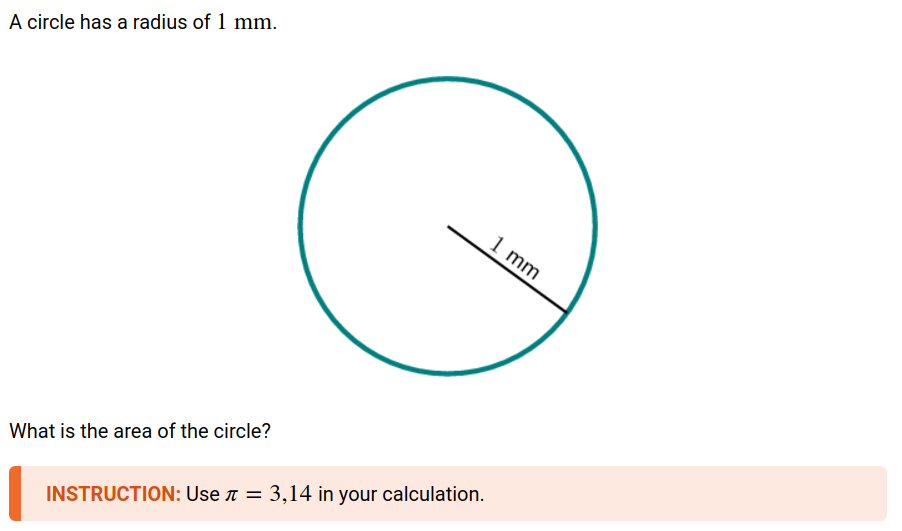 A circle has a radius of 1 mm.
1 mm
What is the area of the circle?
INSTRUCTION: Use π = 3,14 in your calculation.